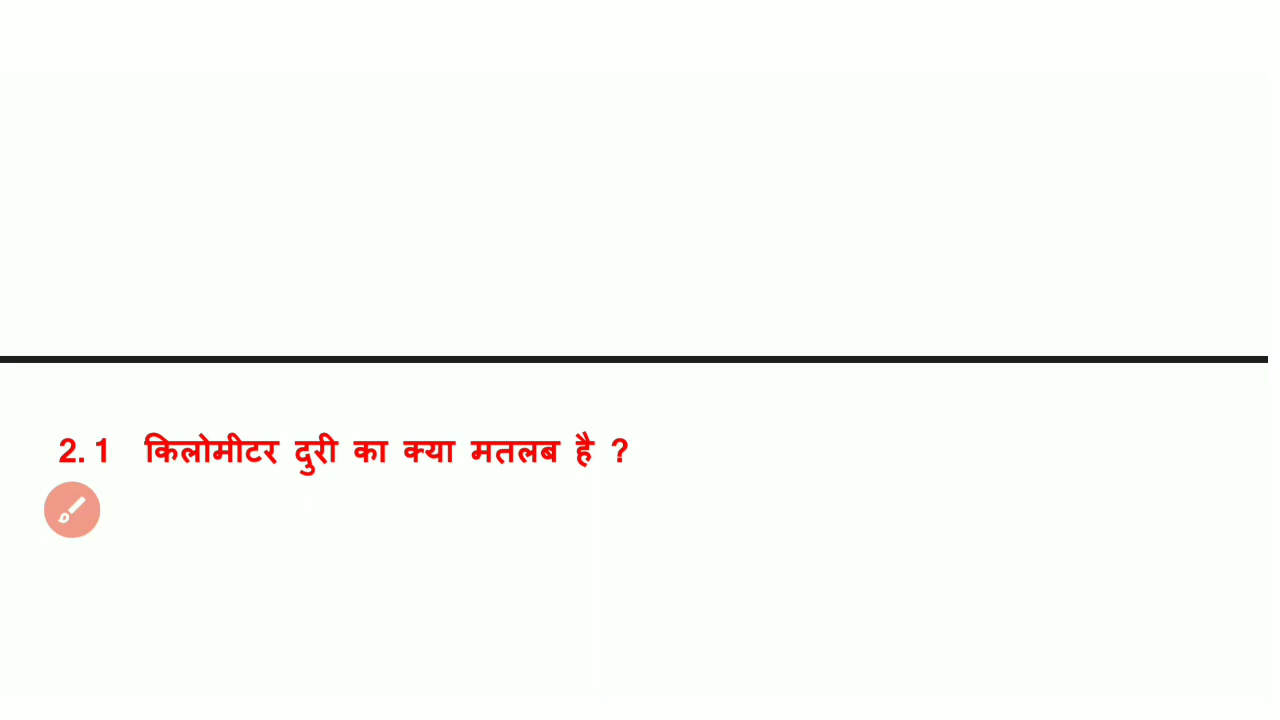 2. 1 किलोमीटर दुरी का क्या मतलब है ?